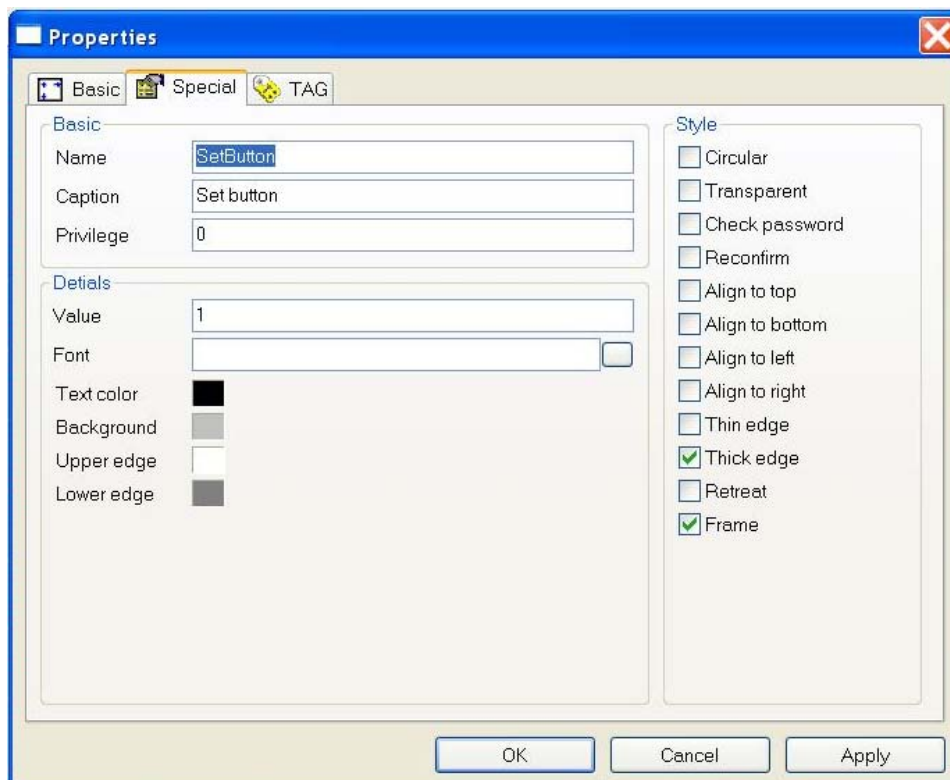 Properties
Basic Special TAG
Basic
Name SetButton
Caption Set button
Privilege 0
Detials
Value 1
Font
Text color
Background
Upper edge
Lower edge
Style
Circular
Transparent
Check password
Reconfirm
Align to top
Align to bottom
Align to left
Align to right
Thin edge
Thick edge
Retreat
Frame
OK Cancel Apply